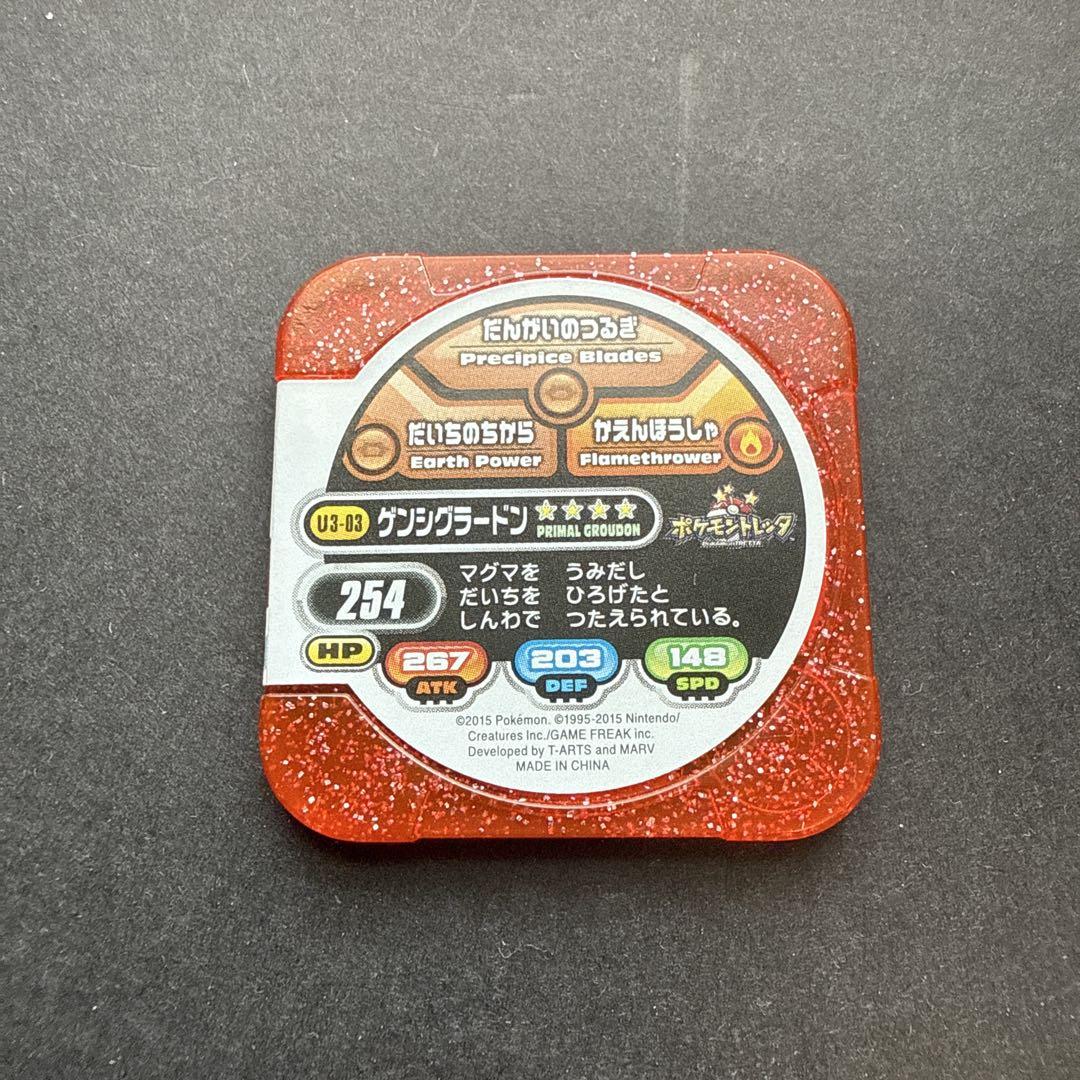 だんがいのつるぎ
Precipice Blades
だいちのちから
Earth Power
かえんほうしゃ
Flamethrower
U3-03 ゲンシグラードン
PRIMAL GROUDON
ポケモントレッタ
254
HP
マグマを うみだし
だいちを ひろげたと
しんわで つたえられている。
267
ATK
203
DEF
148
SPD
©2015 Pokémon. ©1995-2015 Nintendo/
Creatures Inc./GAME FREAK inc.
Developed by T-ARTS and MARV
MADE IN CHINA